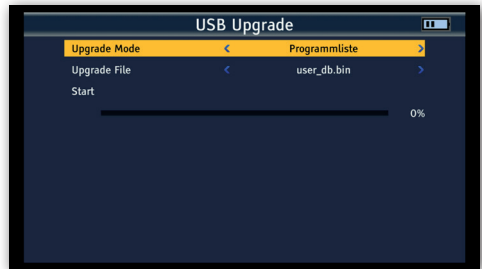 USB Upgrade
Upgrade Mode < Programmliste >
Upgrade File < user_db.bin >
Start
0%